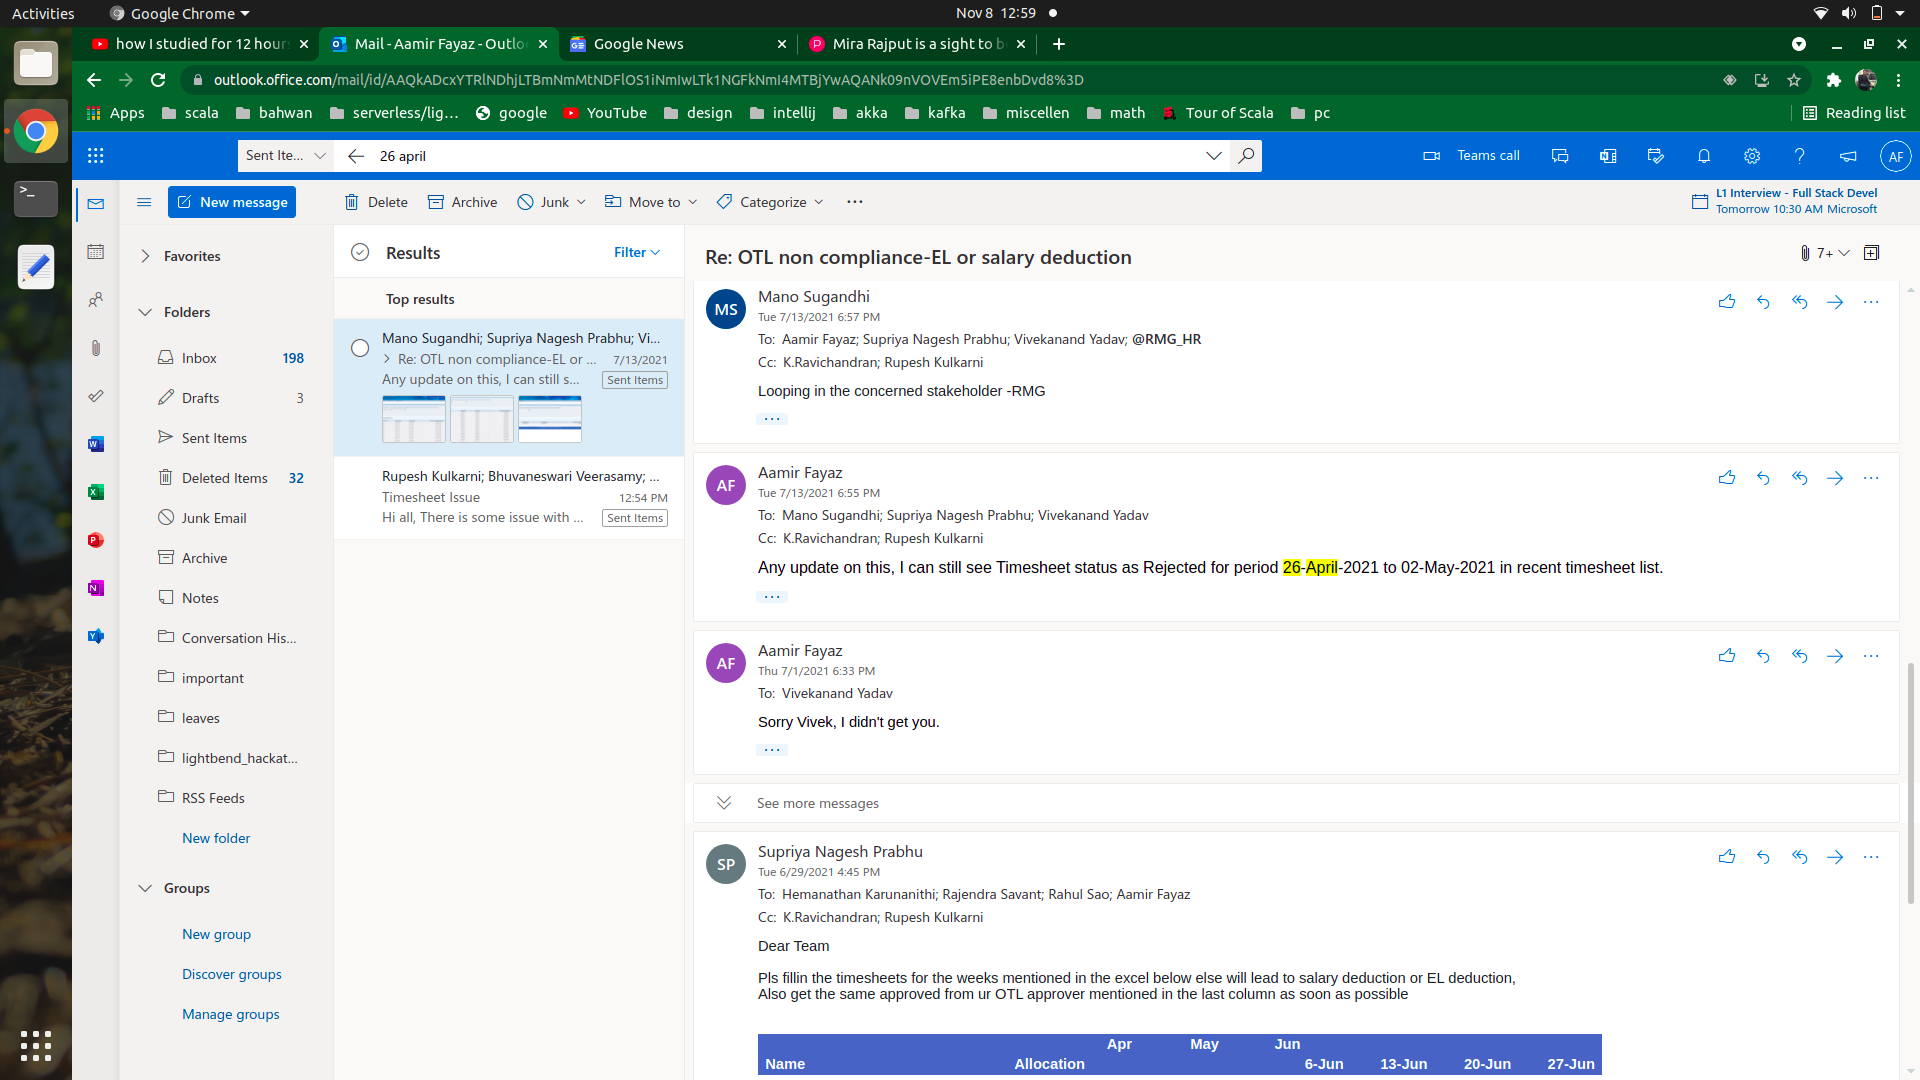 Activities
Google Chrome
Nov 8 12:59
how I studied for 12 hour
Mail - Aamir Fayaz - Outlo
Google News
Mira Rajput is a sight to b
outlook.office.com/mail/id/AAQkADcxYTRlNDhjLTBmNmMtNDFlOS1iNmIwLTk1NGFkNmI4MTBjYwAQANk09nVOVEm5iPE8enbDvd8%3D
Apps
scala
bahwan
serverless/lig...
google
YouTube
design
intellij
akka
kafka
miscellen
math
Tour of Scala
pc
Reading list
Sent Ite...
26 april
Teams call
AF
New message
Delete
Archive
Junk
Move to
Categorize
L1 Interview - Full Stack Devel
Tomorrow 10:30 AM Microsoft
Favorites
Folders
Inbox 198
Drafts 3
Sent Items
Deleted Items 32
Junk Email
Archive
Notes
Conversation His...
important
leaves
lightbend_hackat...
RSS Feeds
New folder
Groups
New group
Discover groups
Manage groups
Results
Filter
Top results
Mano Sugandhi; Supriya Nagesh Prabhu; Vi...
Re: OTL non compliance-EL or ... 7/13/2021
Any update on this, I can still s... Sent Items
Rupesh Kulkarni; Bhuvaneswari Veerasamy; ...
Timesheet Issue 12:54 PM
Hi all, There is some issue with ... Sent Items
Re: OTL non compliance-EL or salary deduction
7+
MS
Mano Sugandhi
Tue 7/13/2021 6:57 PM
To: Aamir Fayaz; Supriya Nagesh Prabhu; Vivekanand Yadav; @RMG_HR
Cc: K.Ravichandran; Rupesh Kulkarni
Looping in the concerned stakeholder -RMG
AF
Aamir Fayaz
Tue 7/13/2021 6:55 PM
To: Mano Sugandhi; Supriya Nagesh Prabhu; Vivekanand Yadav
Cc: K.Ravichandran; Rupesh Kulkarni
Any update on this, I can still see Timesheet status as Rejected for period 26-April-2021 to 02-May-2021 in recent timesheet list.
AF
Aamir Fayaz
Thu 7/1/2021 6:33 PM
To: Vivekanand Yadav
Sorry Vivek, I didn't get you.
See more messages
SP
Supriya Nagesh Prabhu
Tue 6/29/2021 4:45 PM
To: Hemanathan Karunanithi; Rajendra Savant; Rahul Sao; Aamir Fayaz
Cc: K.Ravichandran; Rupesh Kulkarni
Dear Team
Pls fillin the timesheets for the weeks mentioned in the excel below else will lead to salary deduction or EL deduction,
Also get the same approved from ur OTL approver mentioned in the last column as soon as possible
Apr May Jun
Name Allocation 6-Jun 13-Jun 20-Jun 27-Jun